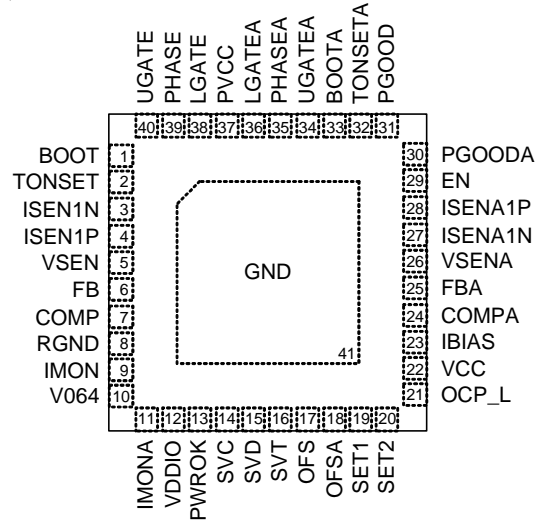 UGATE
PHASE
LGATE
PVCC
LGATEA
PHASEA
UGATEA
BOOTA
TONSETA
PGOOD
40 39 38 37 36 35 34 33 32 31
BOOT 1
TONSET 2
ISEN1N 3
ISEN1P 4
VSEN 5
FB 6
COMP 7
RGND 8
IMON 9
V064 10
GND
41
30 PGOODA
29 EN
28 ISENA1P
27 ISENA1N
26 VSENA
25 FBA
24 COMPA
23 IBIAS
22 VCC
21 OCP_L
11 12 13 14 15 16 17 18 19 20
IMONA
VDDIO
PWROK
SVC
SVD
SVT
OFS
OFSA
SET1
SET2